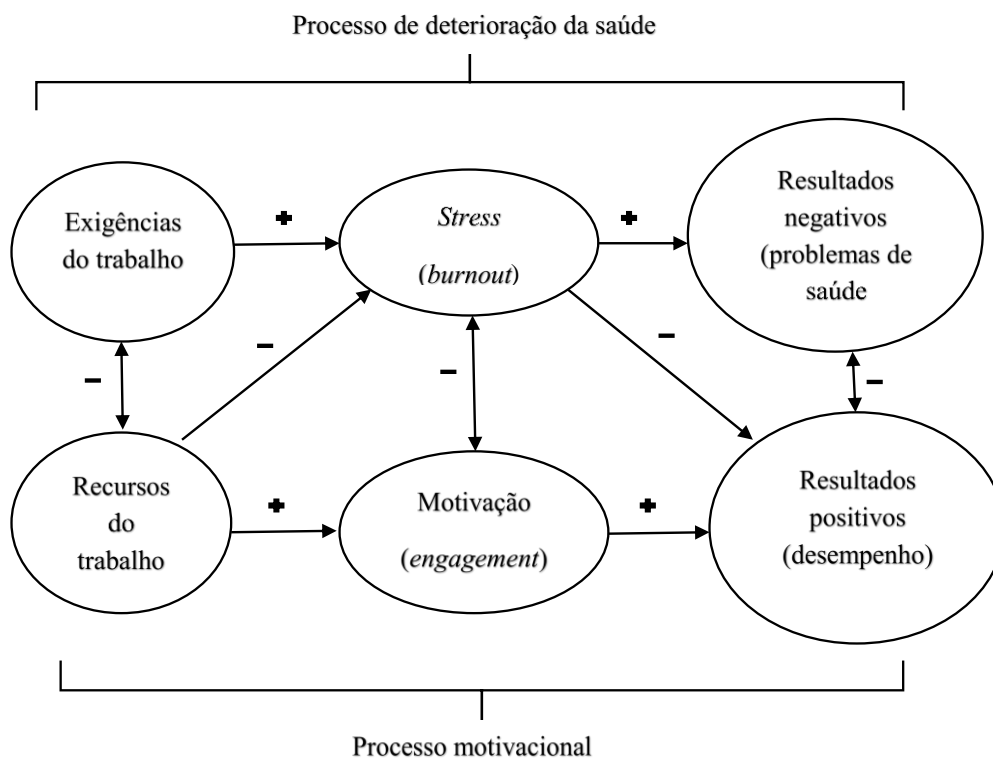 Processo de deterioração da saúde
Exigências
do trabalho
+
Stress
(burnout)
+
Resultados
negativos
(problemas de
saúde
–
–
–
–
–
Recursos
do
trabalho
+
Motivação
(engagement)
+
Resultados
positivos
(desempenho)
Processo motivacional